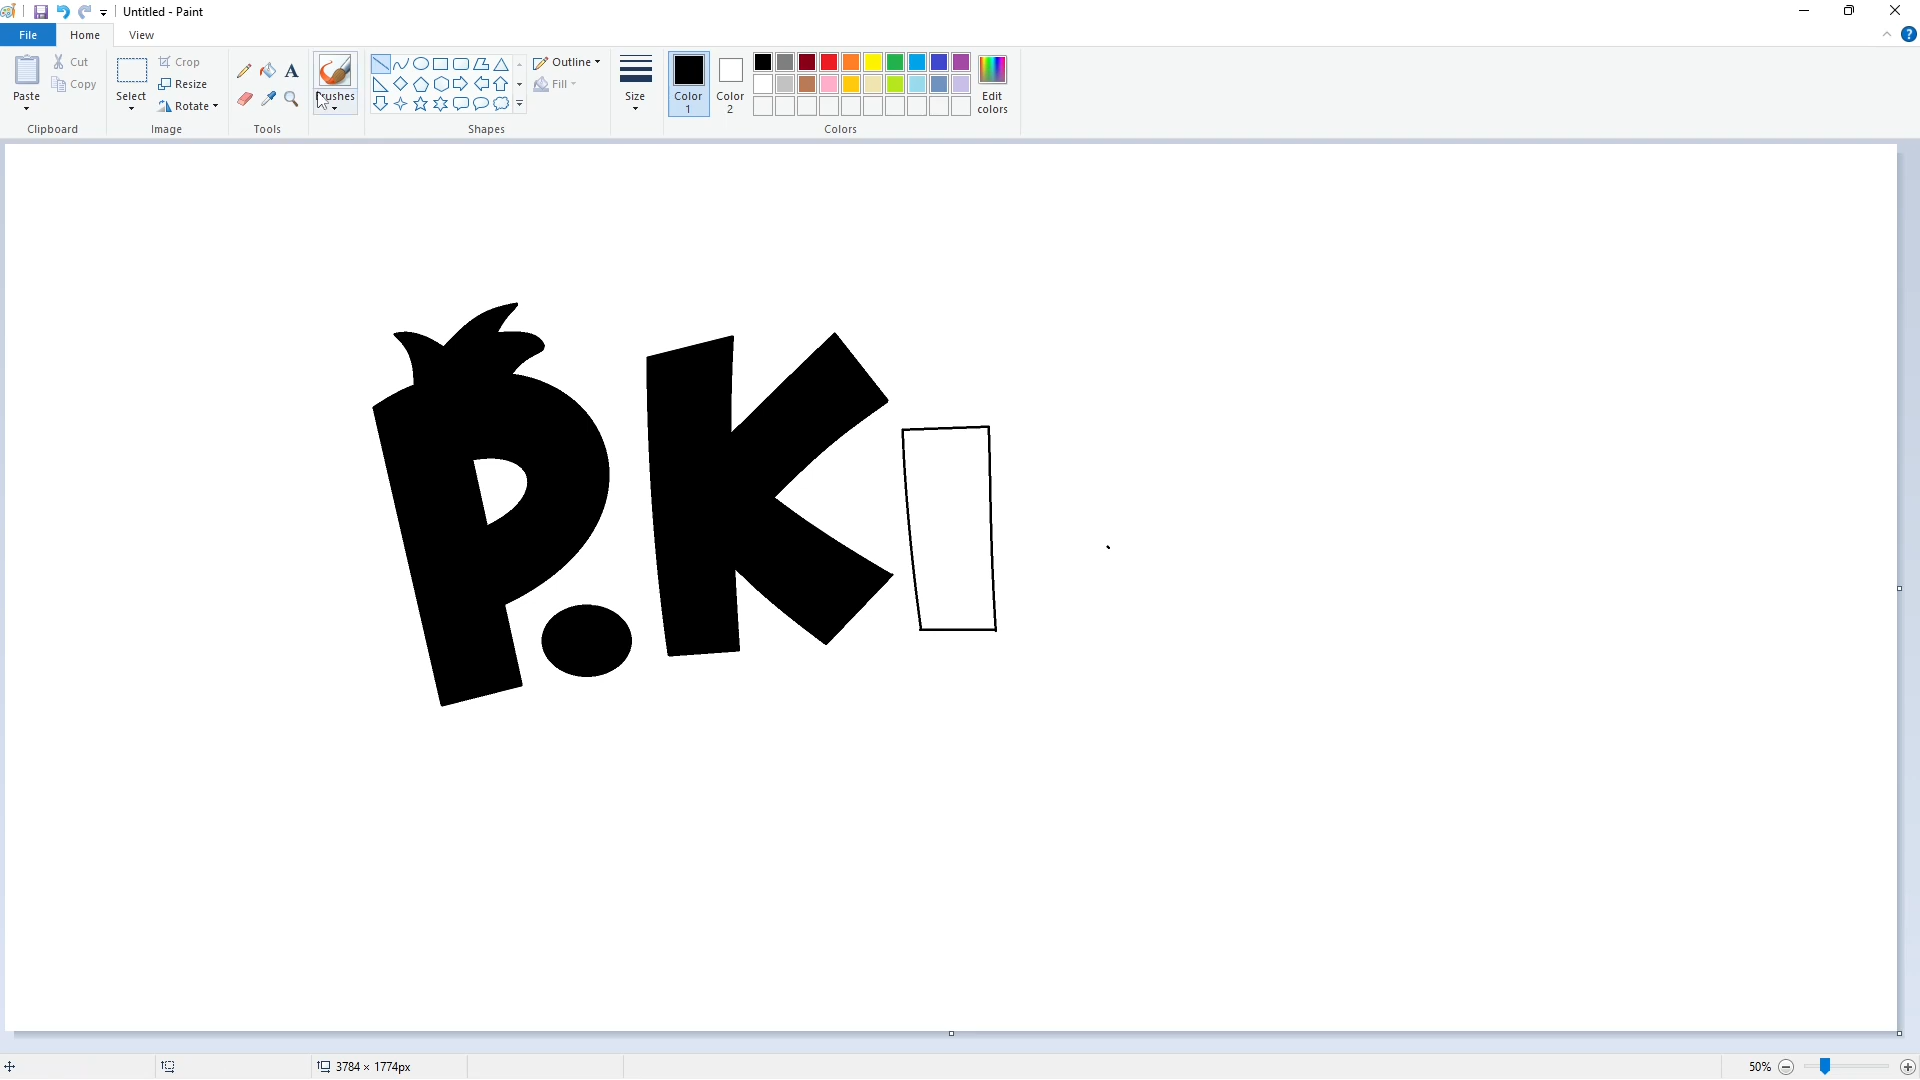 Untitled - Paint
File Home View
Paste
Cut
Copy
Clipboard
Select
Crop
Resize
Rotate
Image
Tools
Shapes
Outline
Fill
Size
Color 1
Color 2
Edit colors
Colors
P.K
3784 × 1774px
50%